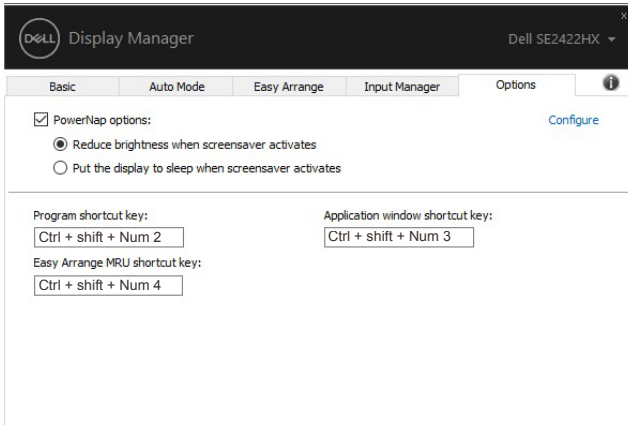 DELL Display Manager
Dell SE2422HX
x
Basic Auto Mode Easy Arrange Input Manager Options i
PowerNap options: Configure
Reduce brightness when screensaver activates
Put the display to sleep when screensaver activates
Program shortcut key: Application window shortcut key:
Ctrl + shift + Num 2 Ctrl + shift + Num 3
Easy Arrange MRU shortcut key:
Ctrl + shift + Num 4